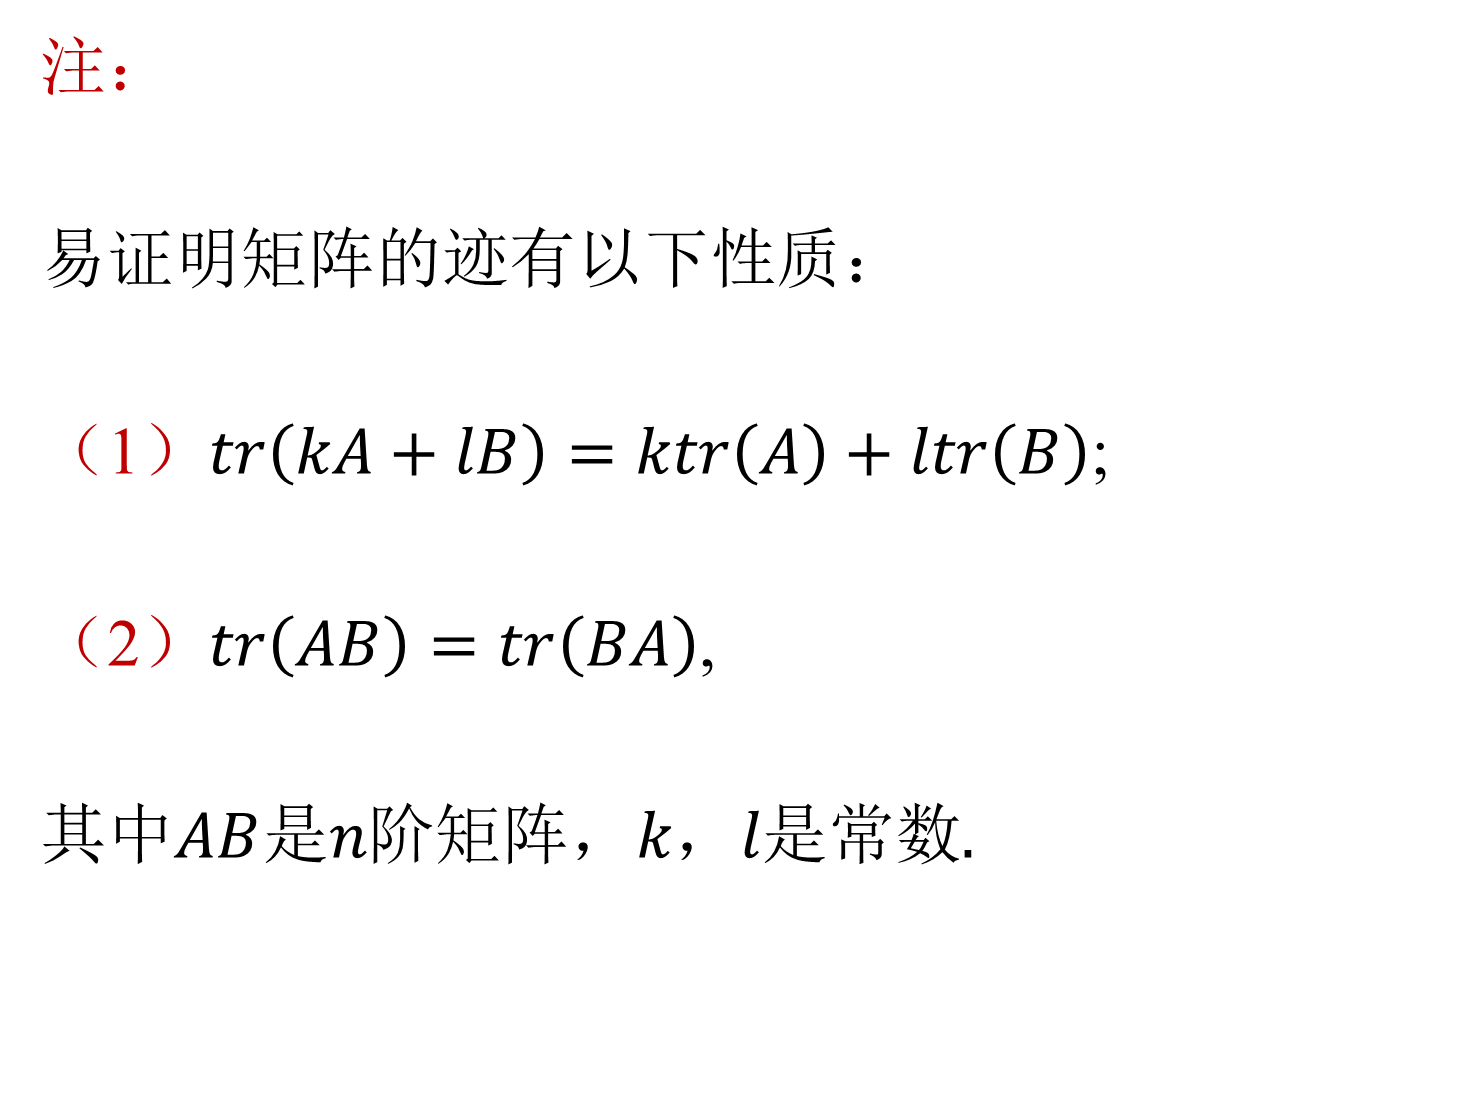 注：
易证明矩阵的迹有以下性质：
（1）tr(kA + lB) = ktr(A) + ltr(B);
（2）tr(AB) = tr(BA),
其中AB是n阶矩阵，k，l是常数.